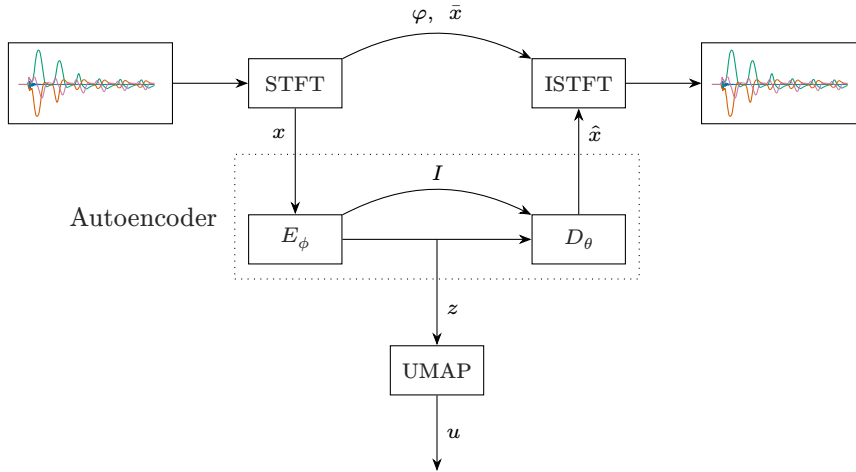 φ, x̄
STFT
ISTFT
x
x̂
I
Autoencoder
E_ϕ
D_θ
z
UMAP
u